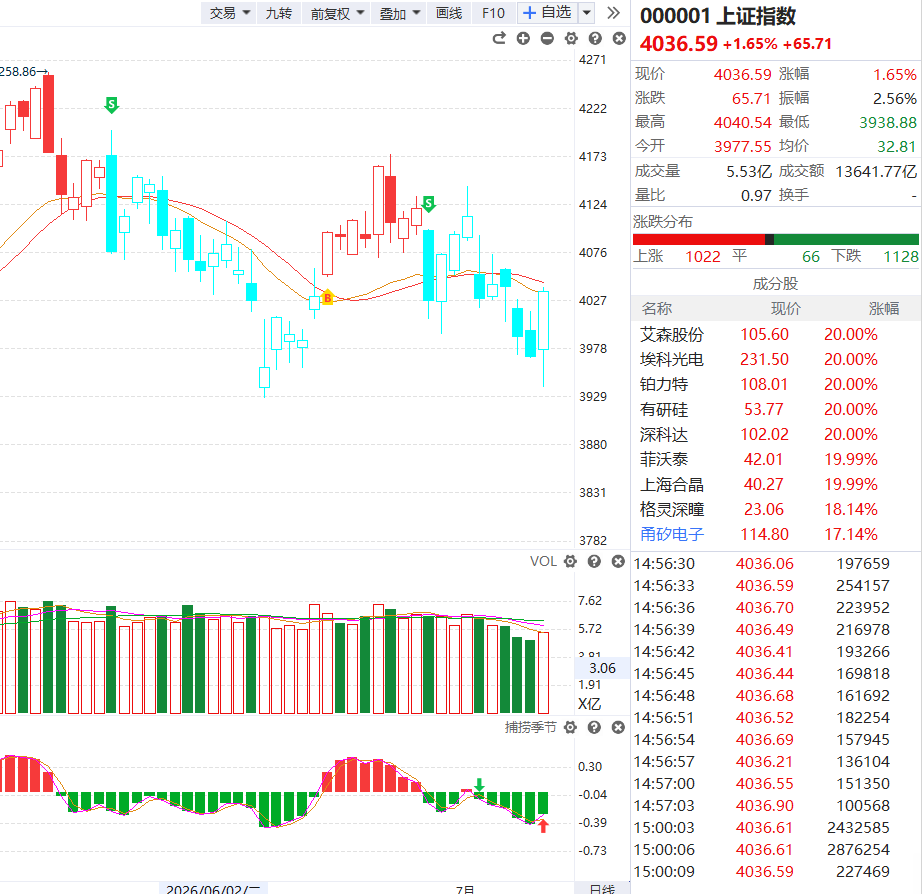 交易 九转 前复权 叠加 画线 F10 + 自选
258.86→
S
S
B
4271
4222
4173
4124
4076
4027
3978
3929
3880
3831
3782
VOL
7.62
5.72
3.81
3.06
1.91
X亿
捕捞季节
0.30
-0.04
-0.39
-0.73
2026/06/02/二 7月 日线
000001 上证指数
4036.59 +1.65% +65.71
现价 4036.59 涨幅 1.65%
涨跌 65.71 振幅 2.56%
最高 4040.54 最低 3938.88
今开 3977.55 均价 32.81
成交量 5.53亿 成交额 13641.77亿
量比 0.97 换手 -
涨跌分布
上涨 1022 平 66 下跌 1128
成分股
名称 现价 涨幅
艾森股份 105.60 20.00%
埃科光电 231.50 20.00%
铂力特 108.01 20.00%
有研硅 53.77 20.00%
深科达 102.02 20.00%
菲沃泰 42.01 19.99%
上海合晶 40.27 19.99%
格灵深瞳 23.06 18.14%
甬矽电子 114.80 17.14%
14:56:30 4036.06 197659
14:56:33 4036.59 254157
14:56:36 4036.70 223952
14:56:39 4036.49 216978
14:56:42 4036.41 193266
14:56:45 4036.44 169818
14:56:48 4036.68 161692
14:56:51 4036.52 182254
14:56:54 4036.69 157945
14:56:57 4036.21 136104
14:57:00 4036.55 151350
14:57:03 4036.90 100568
15:00:03 4036.61 2432585
15:00:06 4036.61 2876254
15:00:09 4036.59 227469